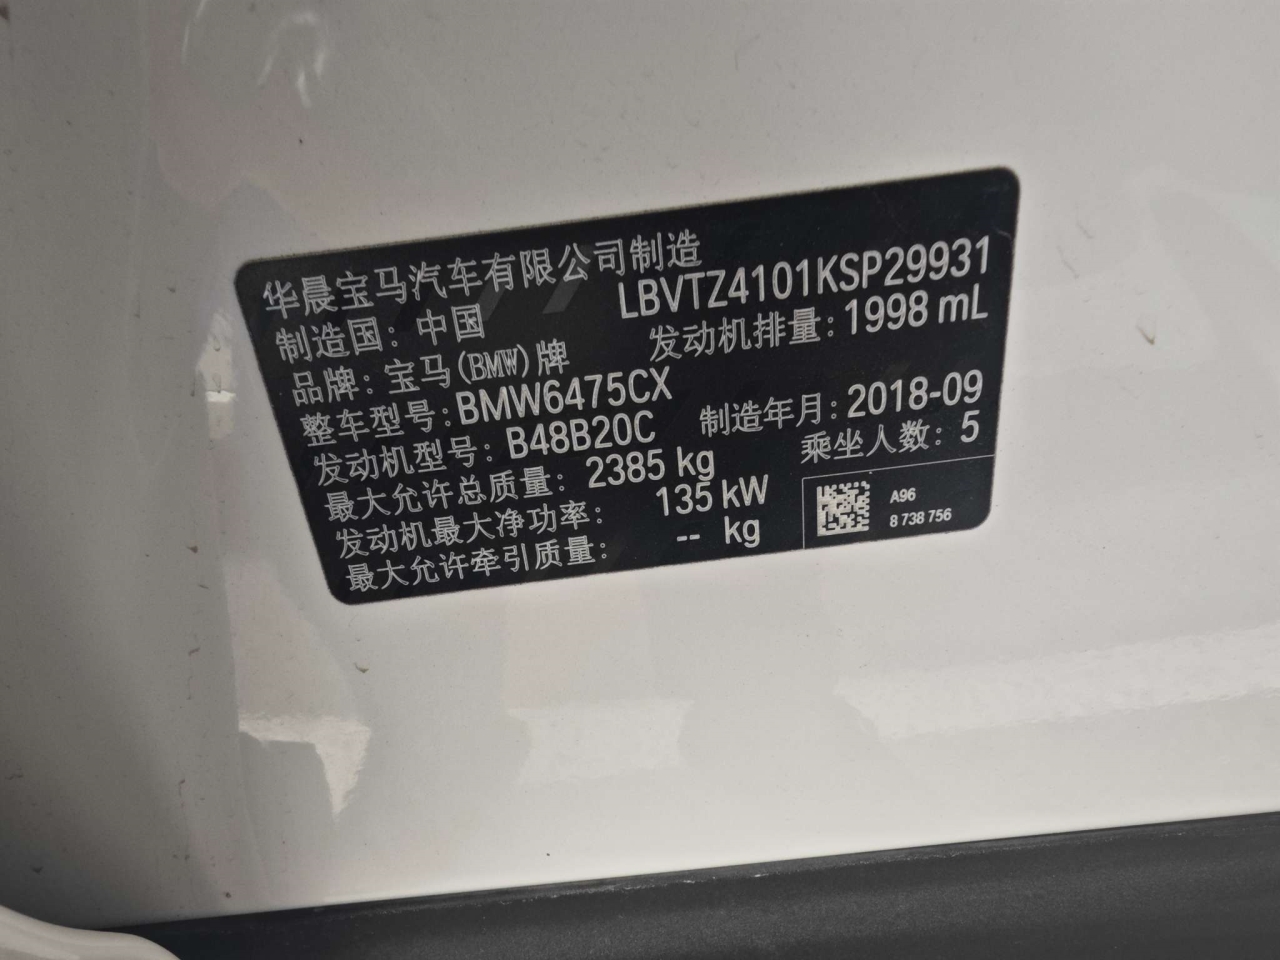 华晨宝马汽车有限公司制造
LBVTZ4101KSP29931
制造国：中国
发动机排量：1998 mL
品牌：宝马(BMW)牌
整车型号：BMW6475CX
制造年月：2018-09
发动机型号：B48B20C
乘坐人数：5
最大允许总质量：2385 kg
发动机最大净功率：135 kW
最大允许牵引质量：-- kg
A96
8 738 756